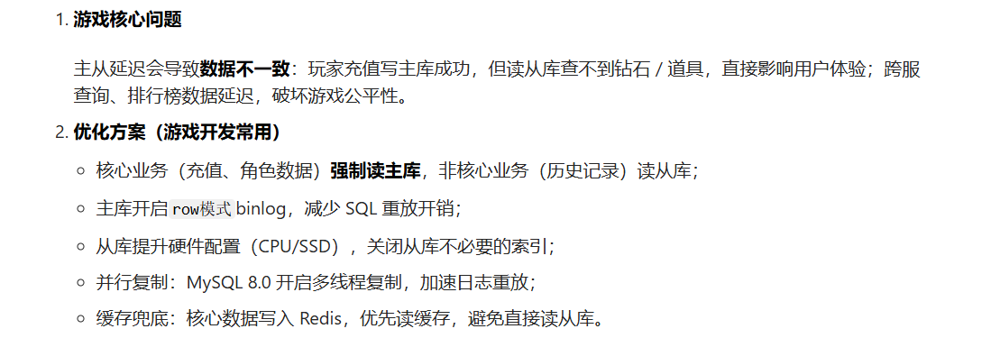 1. 游戏核心问题
主从延迟会导致数据不一致：玩家充值写主库成功，但读从库查不到钻石 / 道具，直接影响用户体验；跨服
查询、排行榜数据延迟，破坏游戏公平性。
2. 优化方案（游戏开发常用）
○ 核心业务（充值、角色数据）强制读主库，非核心业务（历史记录）读从库；
○ 主库开启row模式binlog，减少 SQL 重放开销；
○ 从库提升硬件配置（CPU/SSD），关闭从库不必要的索引；
○ 并行复制：MySQL 8.0 开启多线程复制，加速日志重放；
○ 缓存兜底：核心数据写入 Redis，优先读缓存，避免直接读从库。